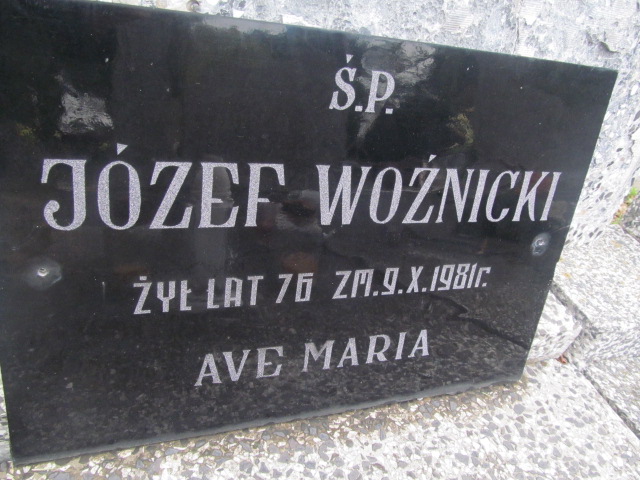 Ś.P.
JÓZEF WOŹNICKI
ŻYŁ LAT 76 ZM.9.X.1981r.
AVE MARIA